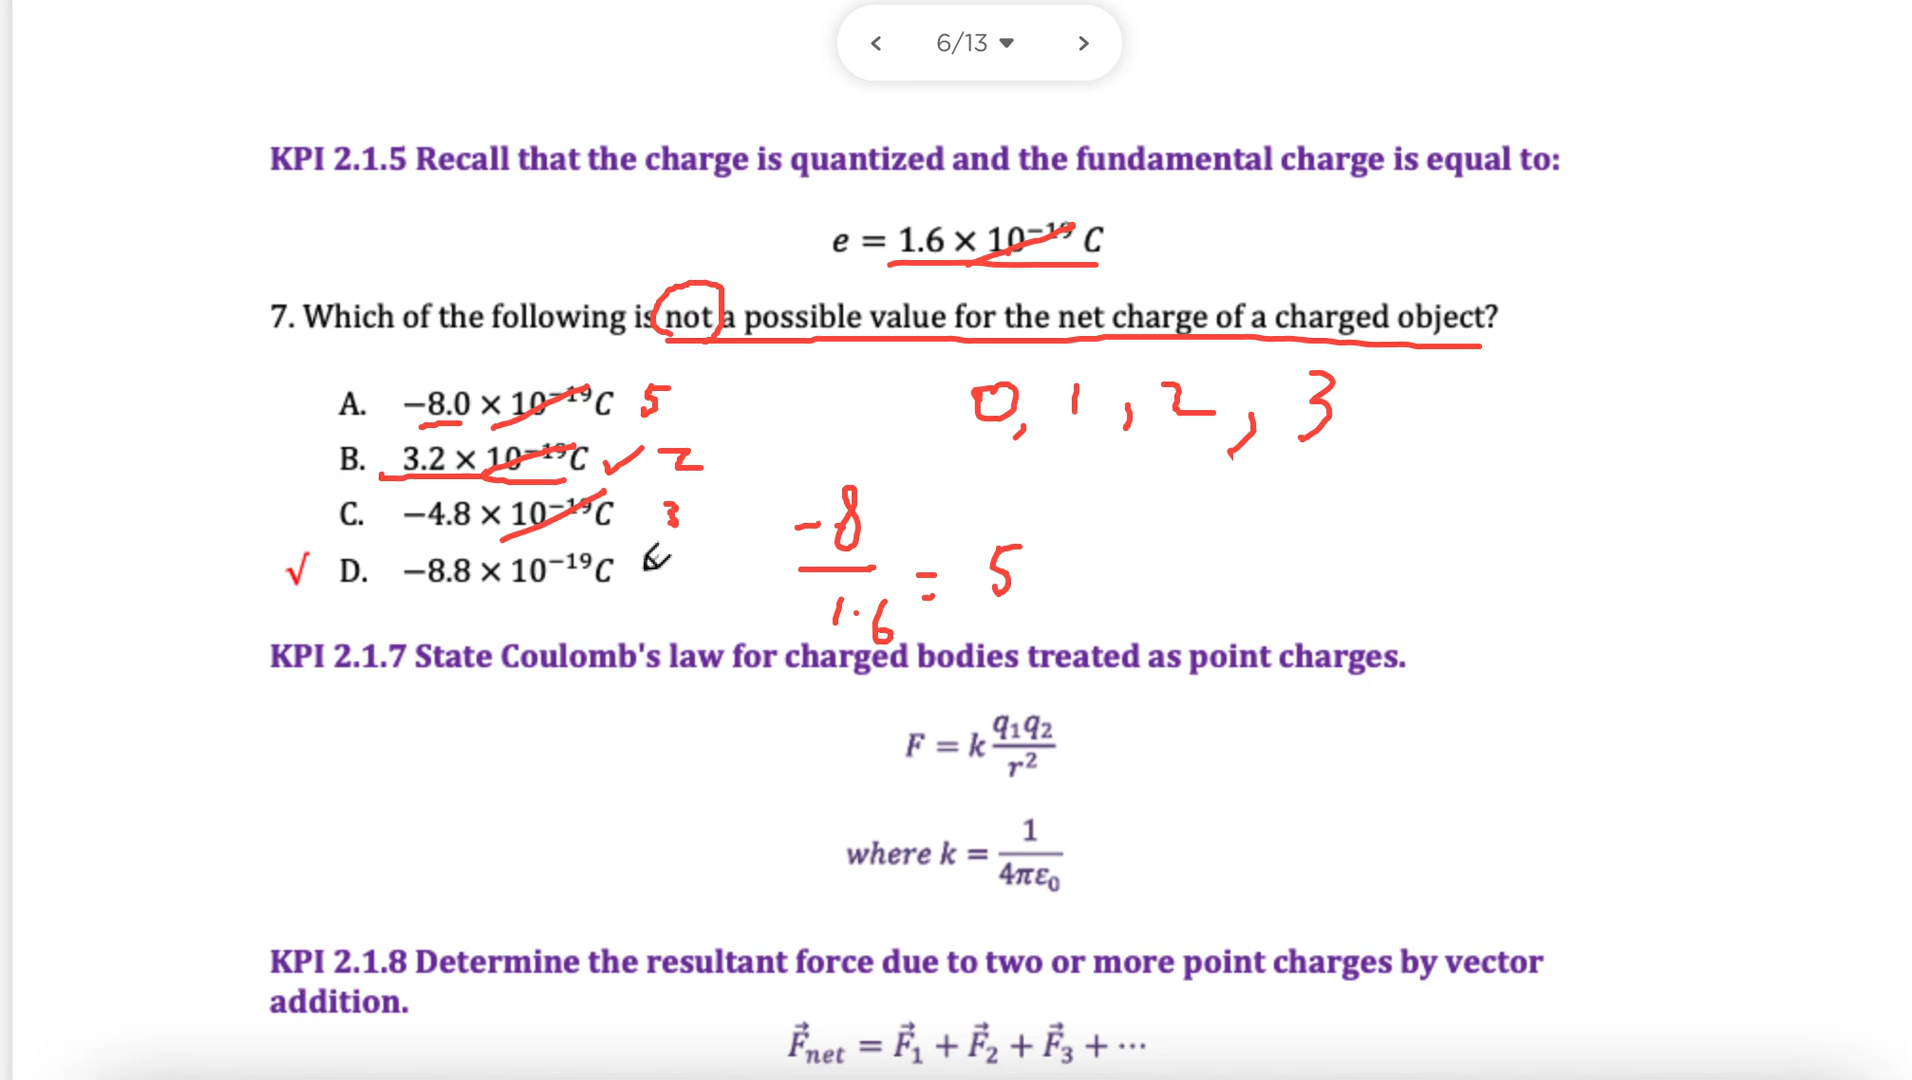 6/13
KPI 2.1.5 Recall that the charge is quantized and the fundamental charge is equal to:
e = 1.6 × 10⁻¹⁹ C
7. Which of the following is not a possible value for the net charge of a charged object?
A. −8.0 × 10⁻¹⁹C 5
0, 1, 2, 3
B. 3.2 × 10⁻¹⁹C ✓ 2
C. −4.8 × 10⁻¹⁹C 3
-8/1.6 = 5
√ D. −8.8 × 10⁻¹⁹C
KPI 2.1.7 State Coulomb's law for charged bodies treated as point charges.
F = k q₁q₂/r²
where k = 1/4πε₀
KPI 2.1.8 Determine the resultant force due to two or more point charges by vector
addition.
F⃗net = F⃗₁ + F⃗₂ + F⃗₃ + ⋯